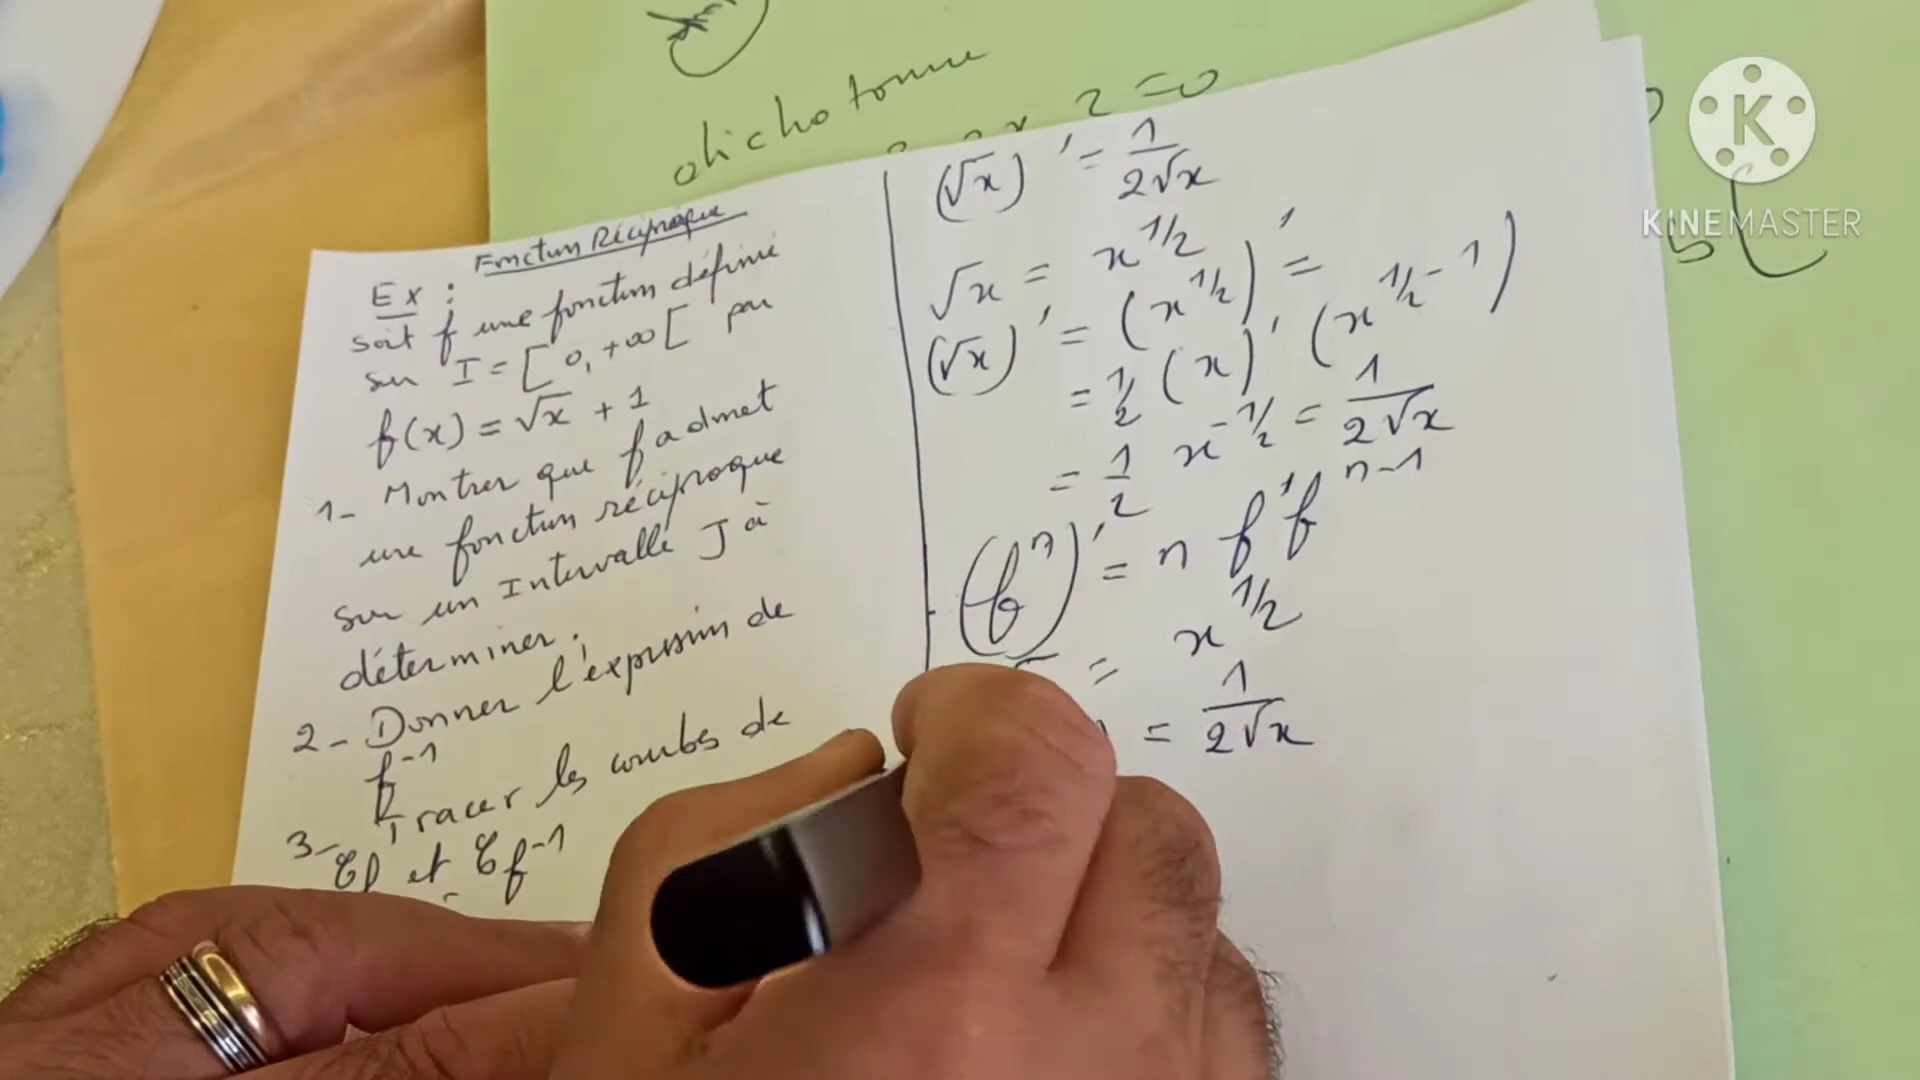 dichotomie
2 = 0
Fonction Réciproque
Ex :
soit f une fonction définie
sur I = [0, +∞[ par
f(x) = √x + 1
1- Montrer que f admet
une fonction réciproque
sur un Intervalle J à
déterminer.
2- Donner l'expression de
f⁻¹
3- Tracer les courbes de
𝒞f et 𝒞f⁻¹
(√x)' = 1/(2√x)
√x = x^(1/2)
(√x)' = (x^(1/2))' =
= 1/2 (x)' (x^(1/2 - 1))
= 1/2 x^(-1/2) = 1/(2√x)
(fⁿ)' = n f' f^(n-1)
= x^(1/2)
= 1/(2√x)
K
KINEMASTER